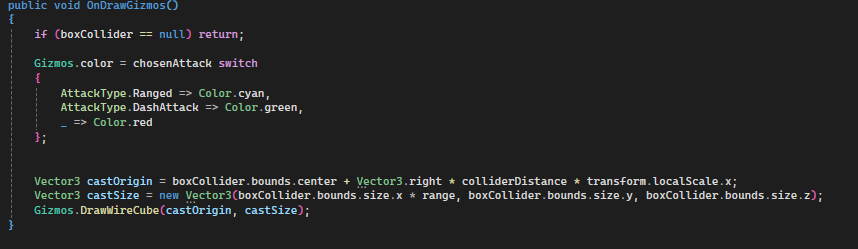 public void OnDrawGizmos()
{
if (boxCollider == null) return;
Gizmos.color = chosenAttack switch
{
AttackType.Ranged => Color.cyan,
AttackType.DashAttack => Color.green,
_ => Color.red
};
Vector3 castOrigin = boxCollider.bounds.center + Vector3.right * colliderDistance * transform.localScale.x;
Vector3 castSize = new Vector3(boxCollider.bounds.size.x * range, boxCollider.bounds.size.y, boxCollider.bounds.size.z);
Gizmos.DrawWireCube(castOrigin, castSize);
}